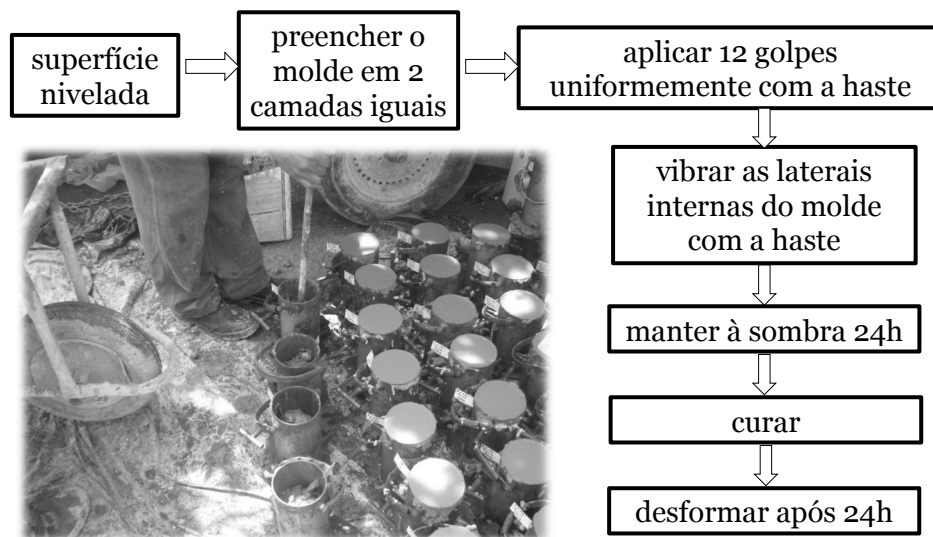 superfície
nivelada
preencher o
molde em 2
camadas iguais
aplicar 12 golpes
uniformemente com a haste
vibrar as laterais
internas do molde
com a haste
manter à sombra 24h
curar
desformar após 24h